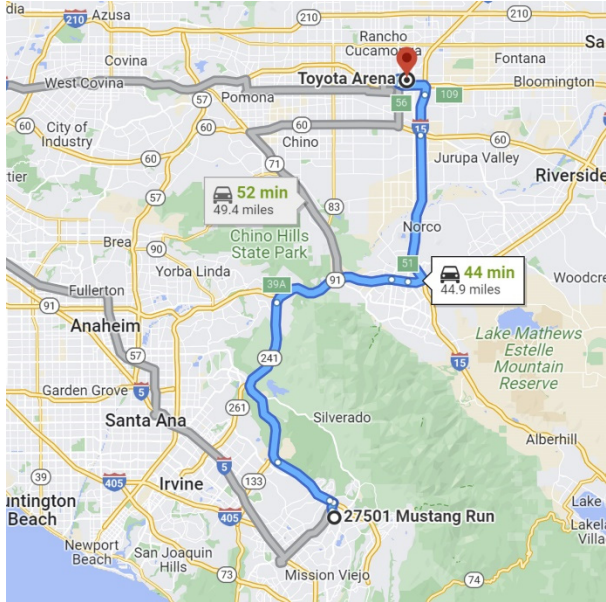 210
Azusa
Rancho
Cucamonga
Covina
210
Fontana
Sa
Toyota Arena
West Covina
10
Bloomington
57
Pomona
56
109
City of
Industry
60
60
15
60
Chino
60
71
Jurupa Valley
tier
Riverside
52 min
49.4 miles
83
57
Norco
Brea
90
Chino Hills
State Park
51
44 min
44.9 miles
Woodcre
Yorba Linda
39A
91
Fullerton
91
Anaheim
Lake Mathews
Estelle
Mountain
Reserve
57
241
15
Garden Grove
5
261
Silverado
Santa Ana
Alberhill
39
405
Irvine
5
133
untington
Beach
405
27501 Mustang Run
Lake
Lakela
Villa
Newport
Beach
San Joaquin
Hills
73
Mission Viejo
74